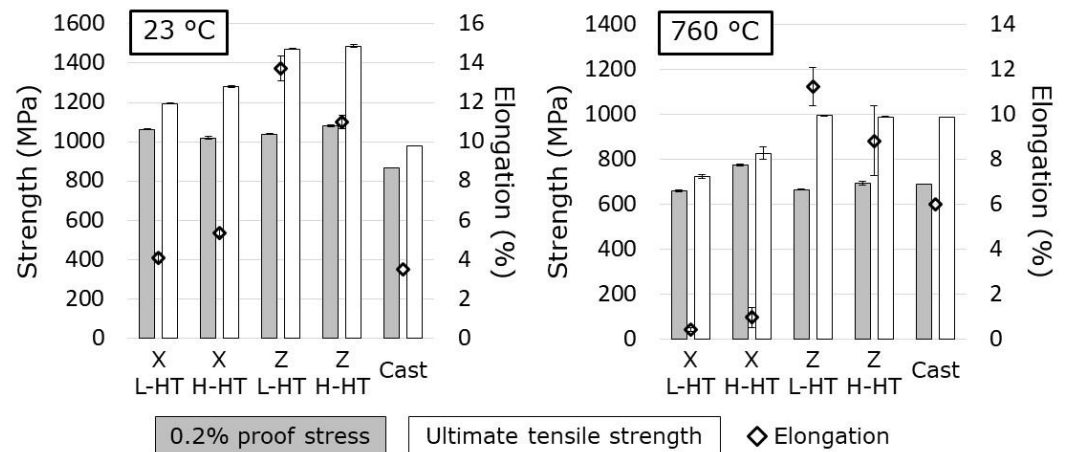 23 °C
Strength (MPa)
1600
1400
1200
1000
800
600
400
200
0
16
14
12
10
8
6
4
2
0
Elongation (%)
X
L-HT
X
H-HT
Z
L-HT
Z
H-HT
Cast
760 °C
Strength (MPa)
1400
1200
1000
800
600
400
200
0
14
12
10
8
6
4
2
0
Elongation (%)
X
L-HT
X
H-HT
Z
L-HT
Z
H-HT
Cast
0.2% proof stress
Ultimate tensile strength
Elongation